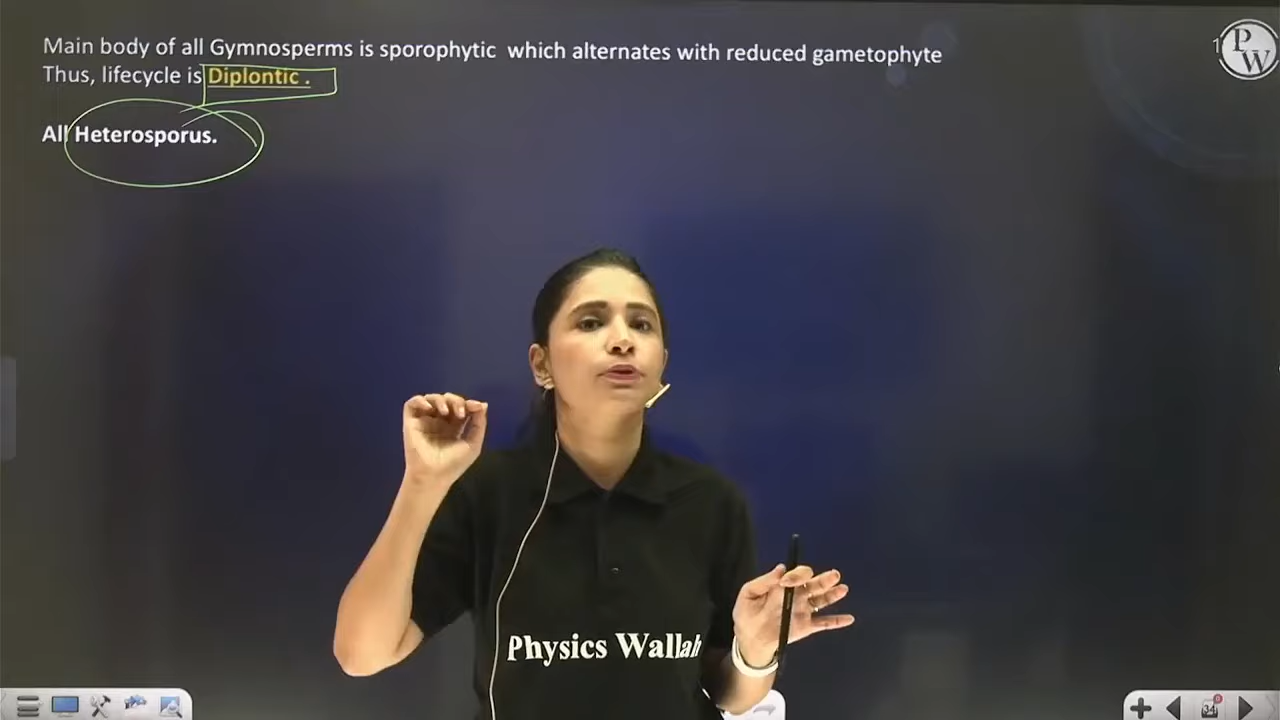 Main body of all Gymnosperms is sporophytic which alternates with reduced gametophyte
Thus, lifecycle is Diplontic .
All Heterosporus.
P
W
Physics Wallah